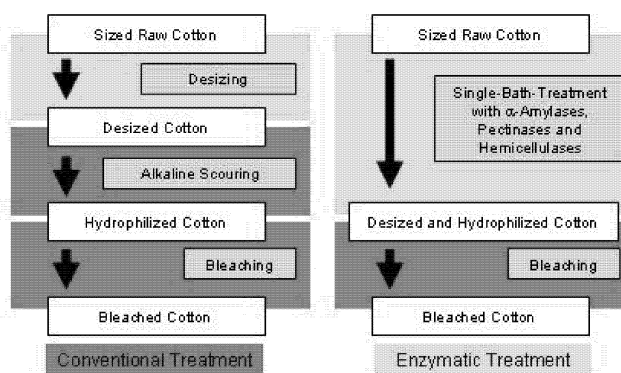 Sized Raw Cotton
Desizing
Desized Cotton
Alkaline Scouring
Hydrophilized Cotton
Bleaching
Bleached Cotton
Conventional Treatment
Sized Raw Cotton
Single-Bath-Treatment
with α-Amylases,
Pectinases and
Hemicellulases
Desized and Hydrophilized Cotton
Bleaching
Bleached Cotton
Enzymatic Treatment